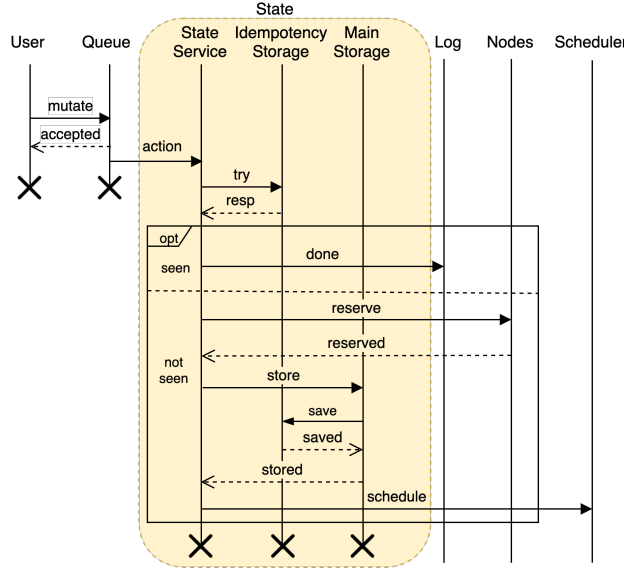 State
User
Queue
State
Service
Idempotency
Storage
Main
Storage
Log
Nodes
Scheduler
mutate
accepted
action
try
resp
opt
seen
done
reserve
reserved
not
seen
store
save
saved
stored
schedule